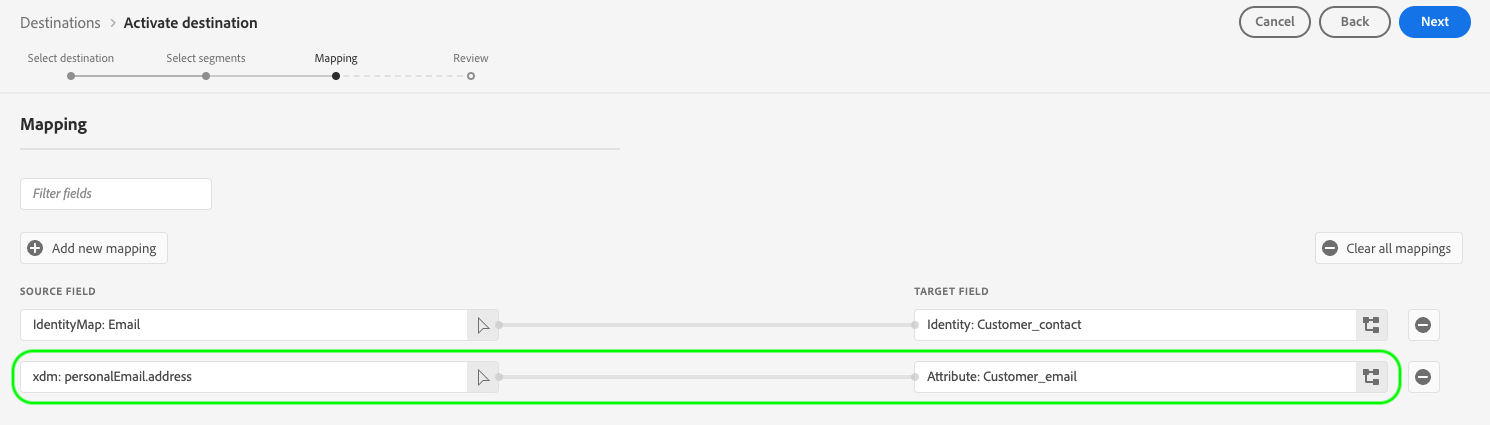 Destinations > Activate destination
Cancel
Back
Next
Select destination
Select segments
Mapping
Review
Mapping
Filter fields
Add new mapping
Clear all mappings
SOURCE FIELD
TARGET FIELD
IdentityMap: Email
Identity: Customer_contact
xdm: personalEmail.address
Attribute: Customer_email